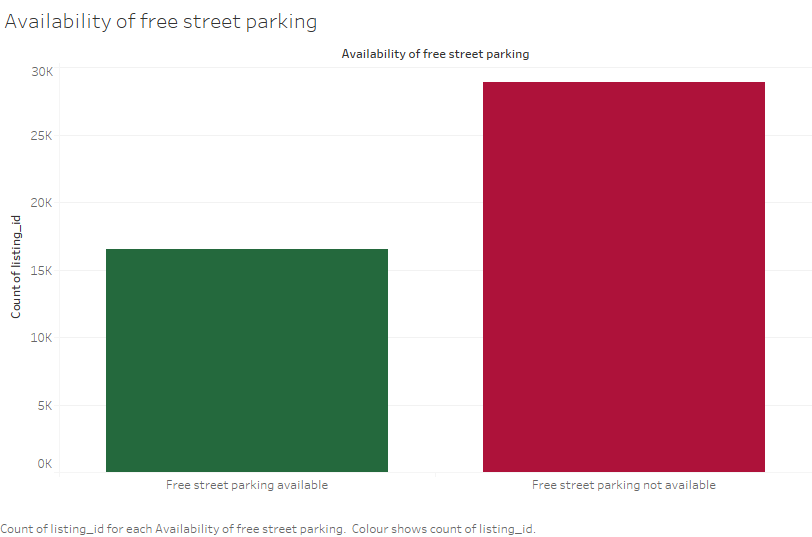 Availability of free street parking
Availability of free street parking
30K
25K
20K
15K
10K
5K
0K
Count of listing_id
Free street parking available
Free street parking not available
Count of listing_id for each Availability of free street parking. Colour shows count of listing_id.